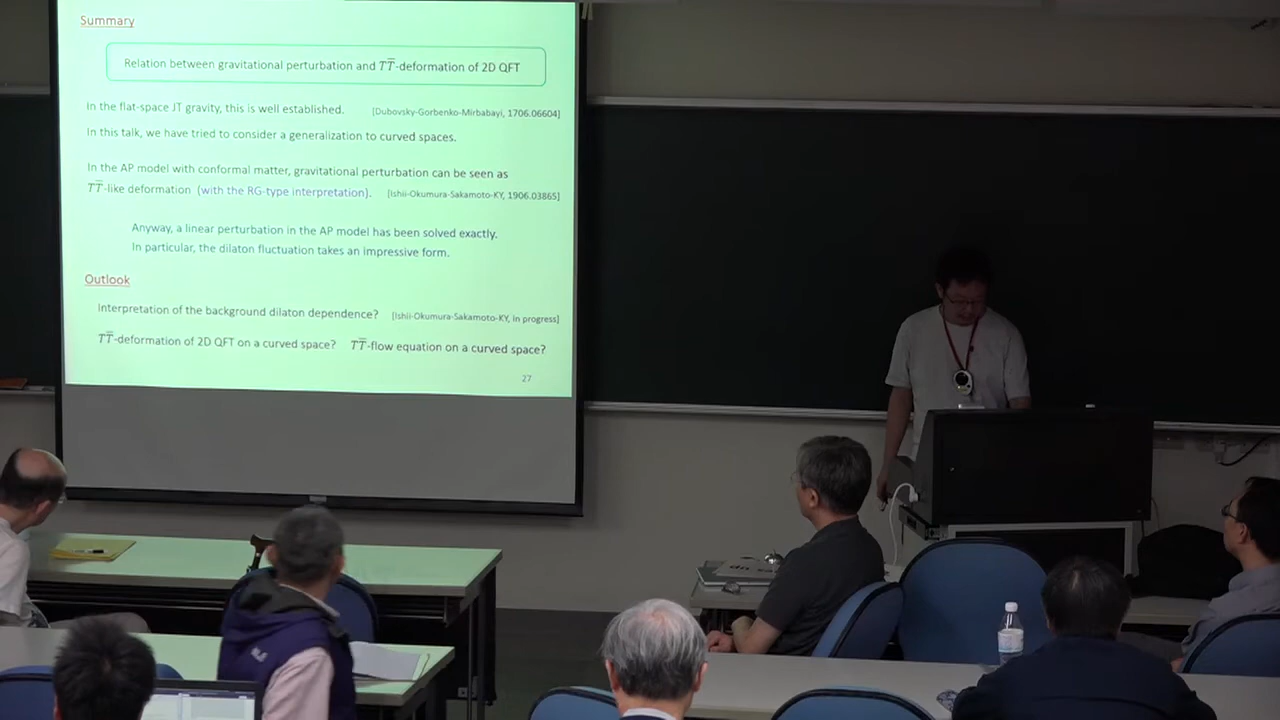 Summary
Relation between gravitational perturbation and $T\overline{T}$-deformation of 2D QFT
In the flat-space JT gravity, this is well established. [Dubovsky-Gorbenko-Mirbabayi, 1706.06604]
In this talk, we have tried to consider a generalization to curved spaces.
In the AP model with conformal matter, gravitational perturbation can be seen as
$T\overline{T}$-like deformation (with the RG-type interpretation). [Ishii-Okumura-Sakamoto-KY, 1906.03865]
Anyway, a linear perturbation in the AP model has been solved exactly.
In particular, the dilaton fluctuation takes an impressive form.
Outlook
Interpretation of the background dilaton dependence? [Ishii-Okumura-Sakamoto-KY, in progress]
$T\overline{T}$-deformation of 2D QFT on a curved space? $T\overline{T}$-flow equation on a curved space?
27